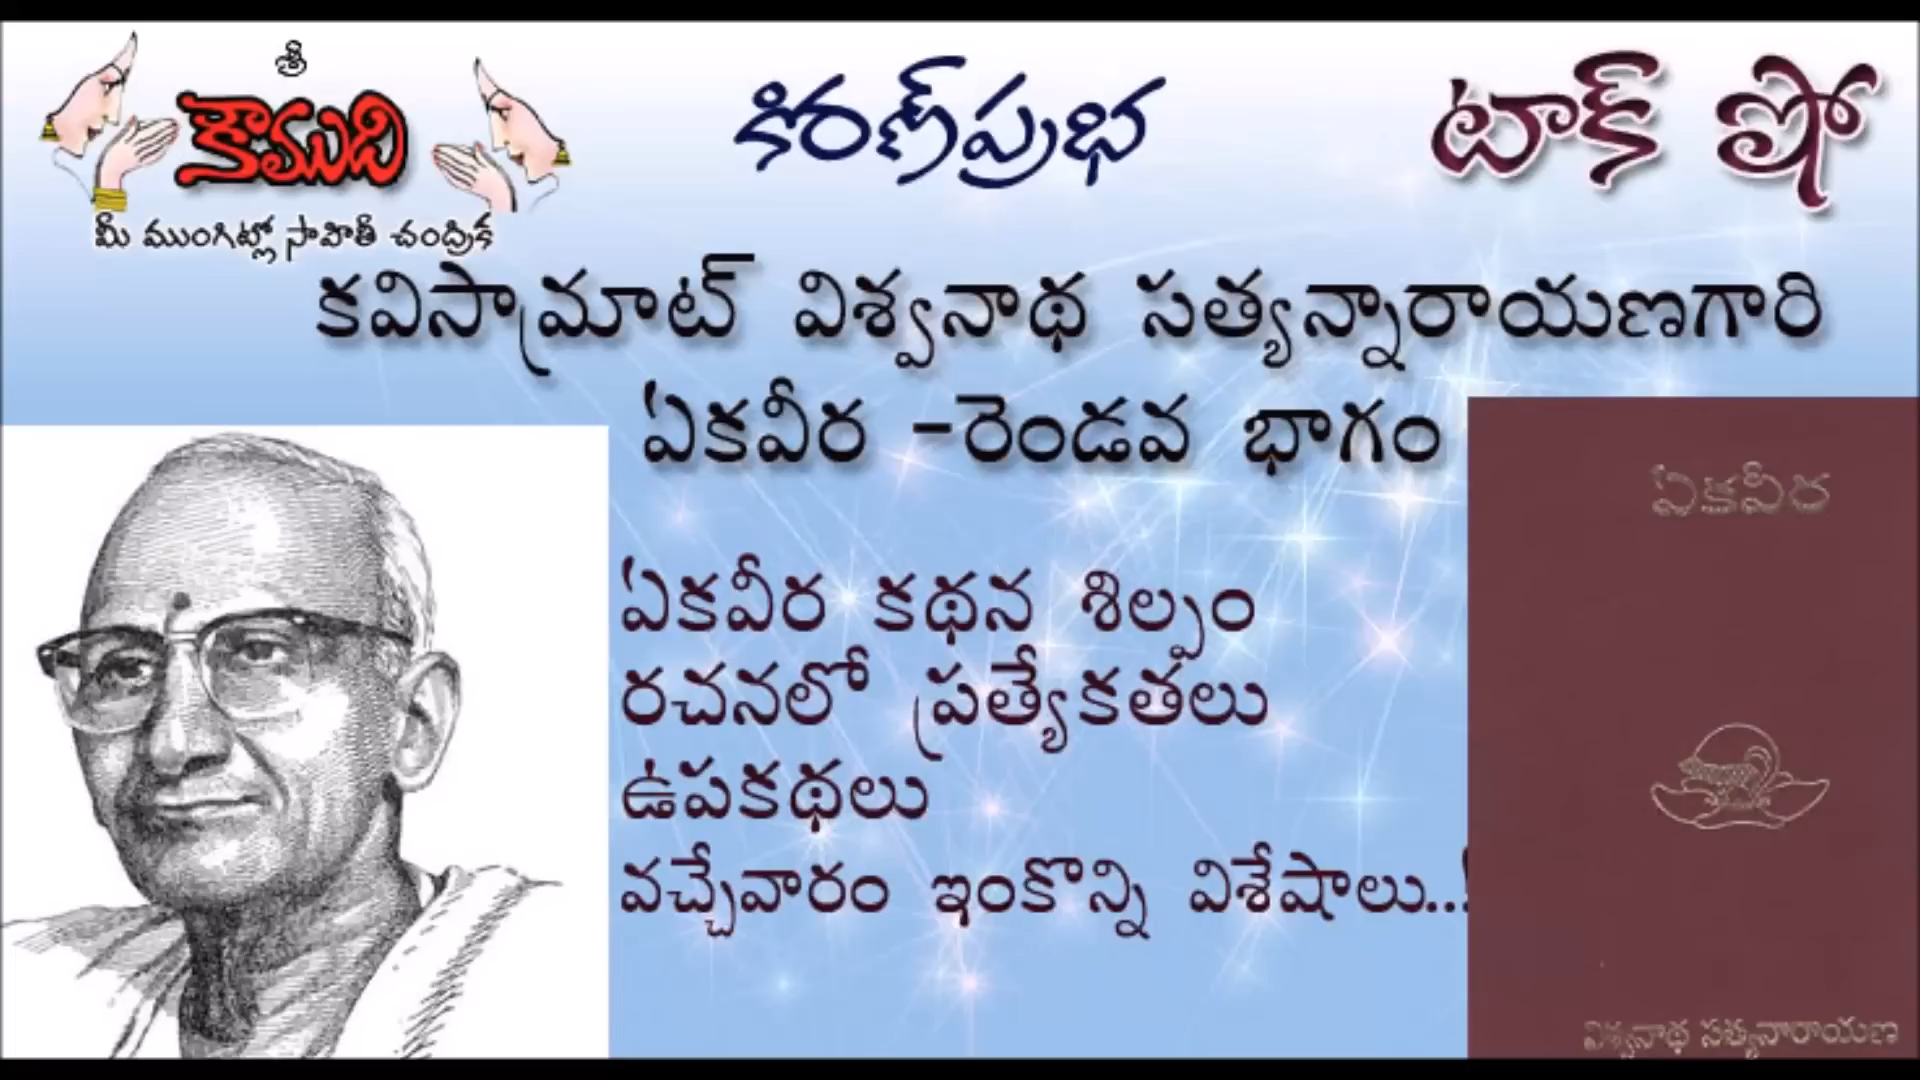 శ్రీ
కౌముది
మీ ముంగిట్లో సాహితీ చంద్రిక
కిరణ్‌ప్రభ
టాక్ షో
కవిసామ్రాట్ విశ్వనాథ సత్యన్నారాయణగారి
ఏకవీర -రెండవ భాగం
ఏకవీర కథన శిల్పం
రచనలో ప్రత్యేకతలు
ఉపకథలు
వచ్చేవారం ఇంకొన్ని విశేషాలు..!
ఏకవీర
విశ్వనాథ సత్యనారాయణ